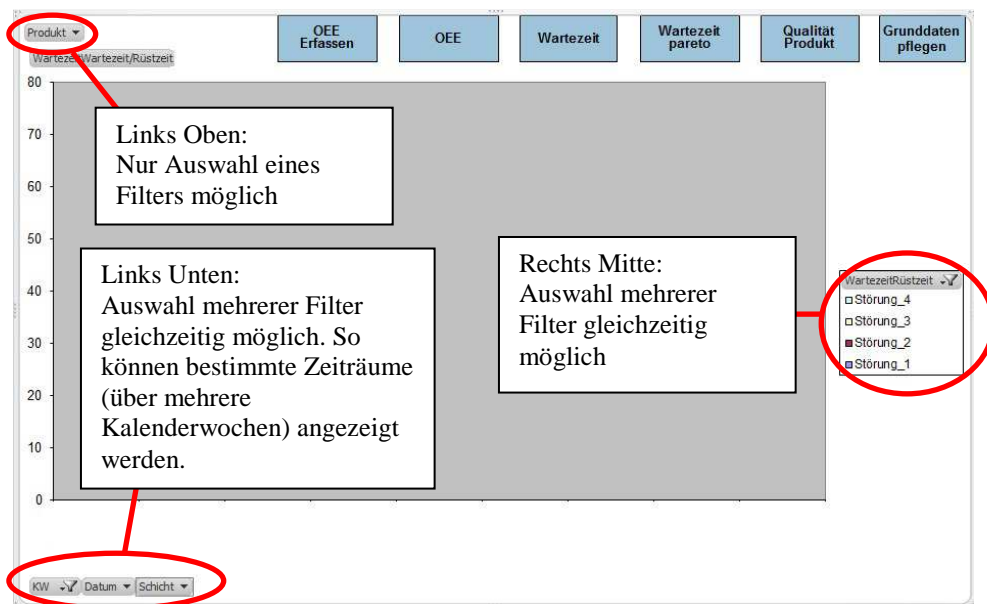 Produkt
OEE
Erfassen
OEE
Wartezeit
Wartezeit
pareto
Qualität
Produkt
Grunddaten
pflegen
Wartezeit/Rüstzeit
80
70
60
50
40
30
20
10
0
Links Oben:
Nur Auswahl eines
Filters möglich
Links Unten:
Auswahl mehrerer Filter
gleichzeitig möglich. So
können bestimmte Zeiträume
(über mehrere
Kalenderwochen) angezeigt
werden.
Rechts Mitte:
Auswahl mehrerer
Filter gleichzeitig
möglich
WartezeitRüstzeit
Störung_4
Störung_3
Störung_2
Störung_1
KW Datum Schicht